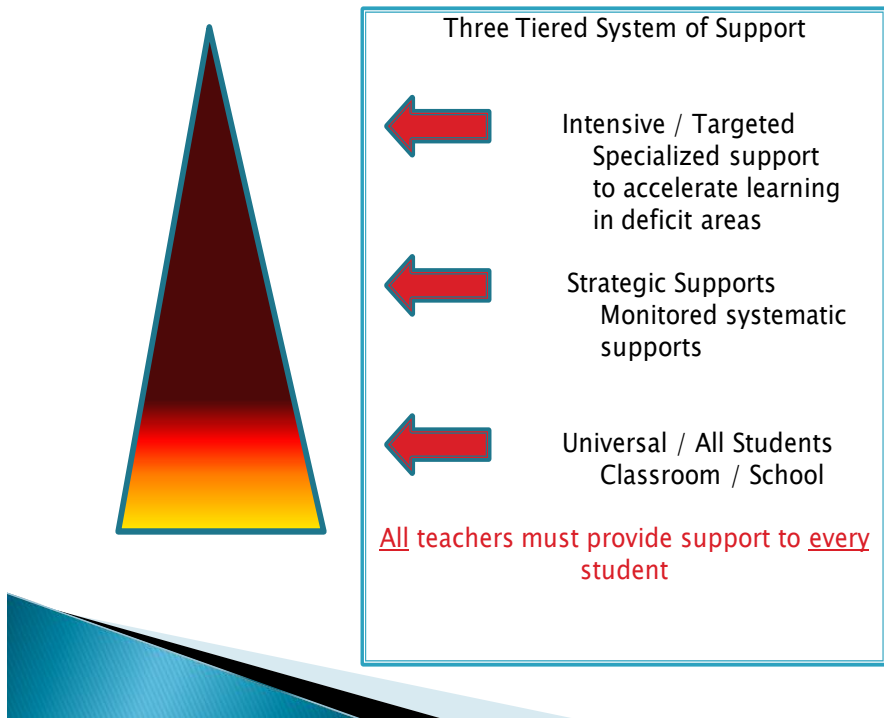 Three Tiered System of Support
Intensive / Targeted
Specialized support
to accelerate learning
in deficit areas
Strategic Supports
Monitored systematic
supports
Universal / All Students
Classroom / School
All teachers must provide support to every
student